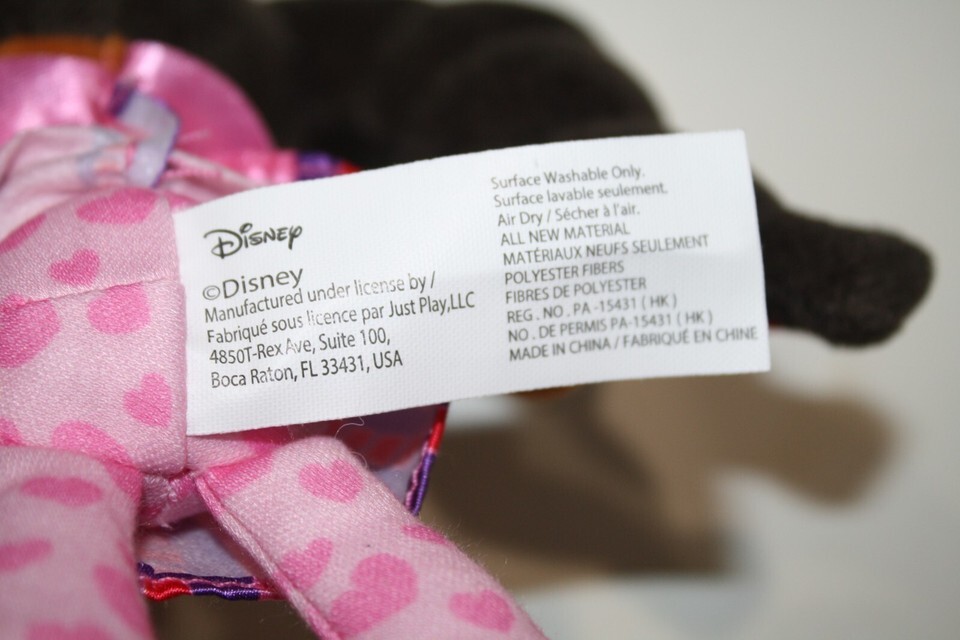 Disney
©Disney
Manufactured under license by /
Fabriqué sous licence par Just Play,LLC
4850T-Rex Ave, Suite 100,
Boca Raton, FL 33431, USA
Surface Washable Only.
Surface lavable seulement.
Air Dry / Sécher à l'air.
ALL NEW MATERIAL
MATÉRIAUX NEUFS SEULEMENT
POLYESTER FIBERS
FIBRES DE POLYESTER
REG. NO. PA -15431 ( HK )
NO. DE PERMIS PA-15431 ( HK )
MADE IN CHINA / FABRIQUÉ EN CHINE